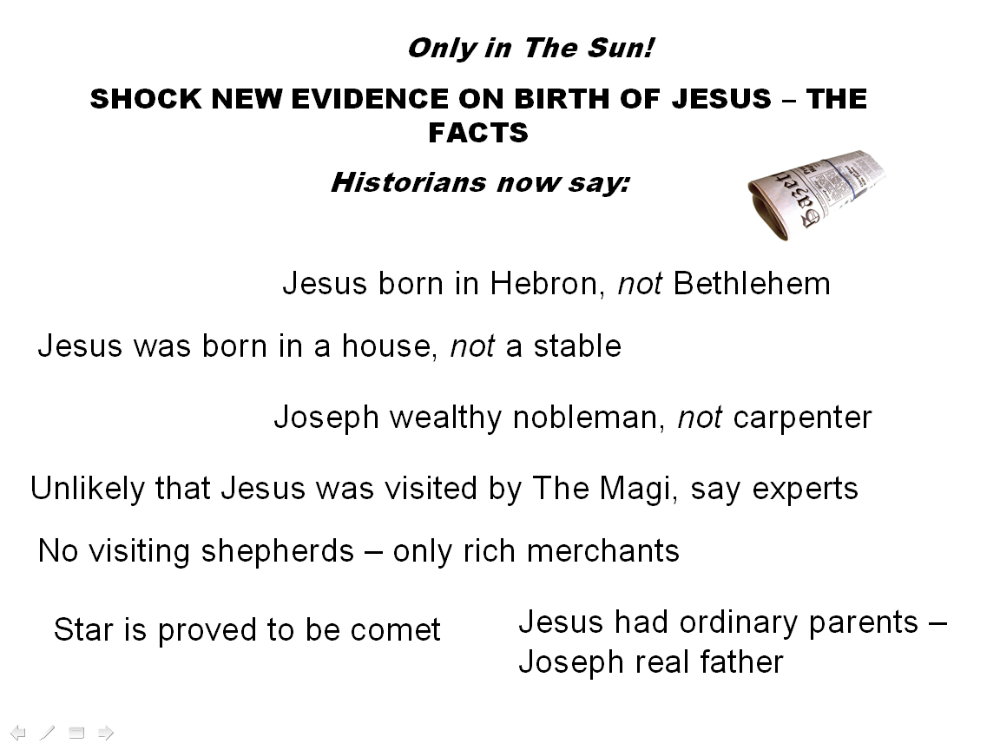 Only in The Sun!
SHOCK NEW EVIDENCE ON BIRTH OF JESUS – THE
FACTS
Historians now say:
Jesus born in Hebron, not Bethlehem
Jesus was born in a house, not a stable
Joseph wealthy nobleman, not carpenter
Unlikely that Jesus was visited by The Magi, say experts
No visiting shepherds – only rich merchants
Star is proved to be comet
Jesus had ordinary parents –
Joseph real father